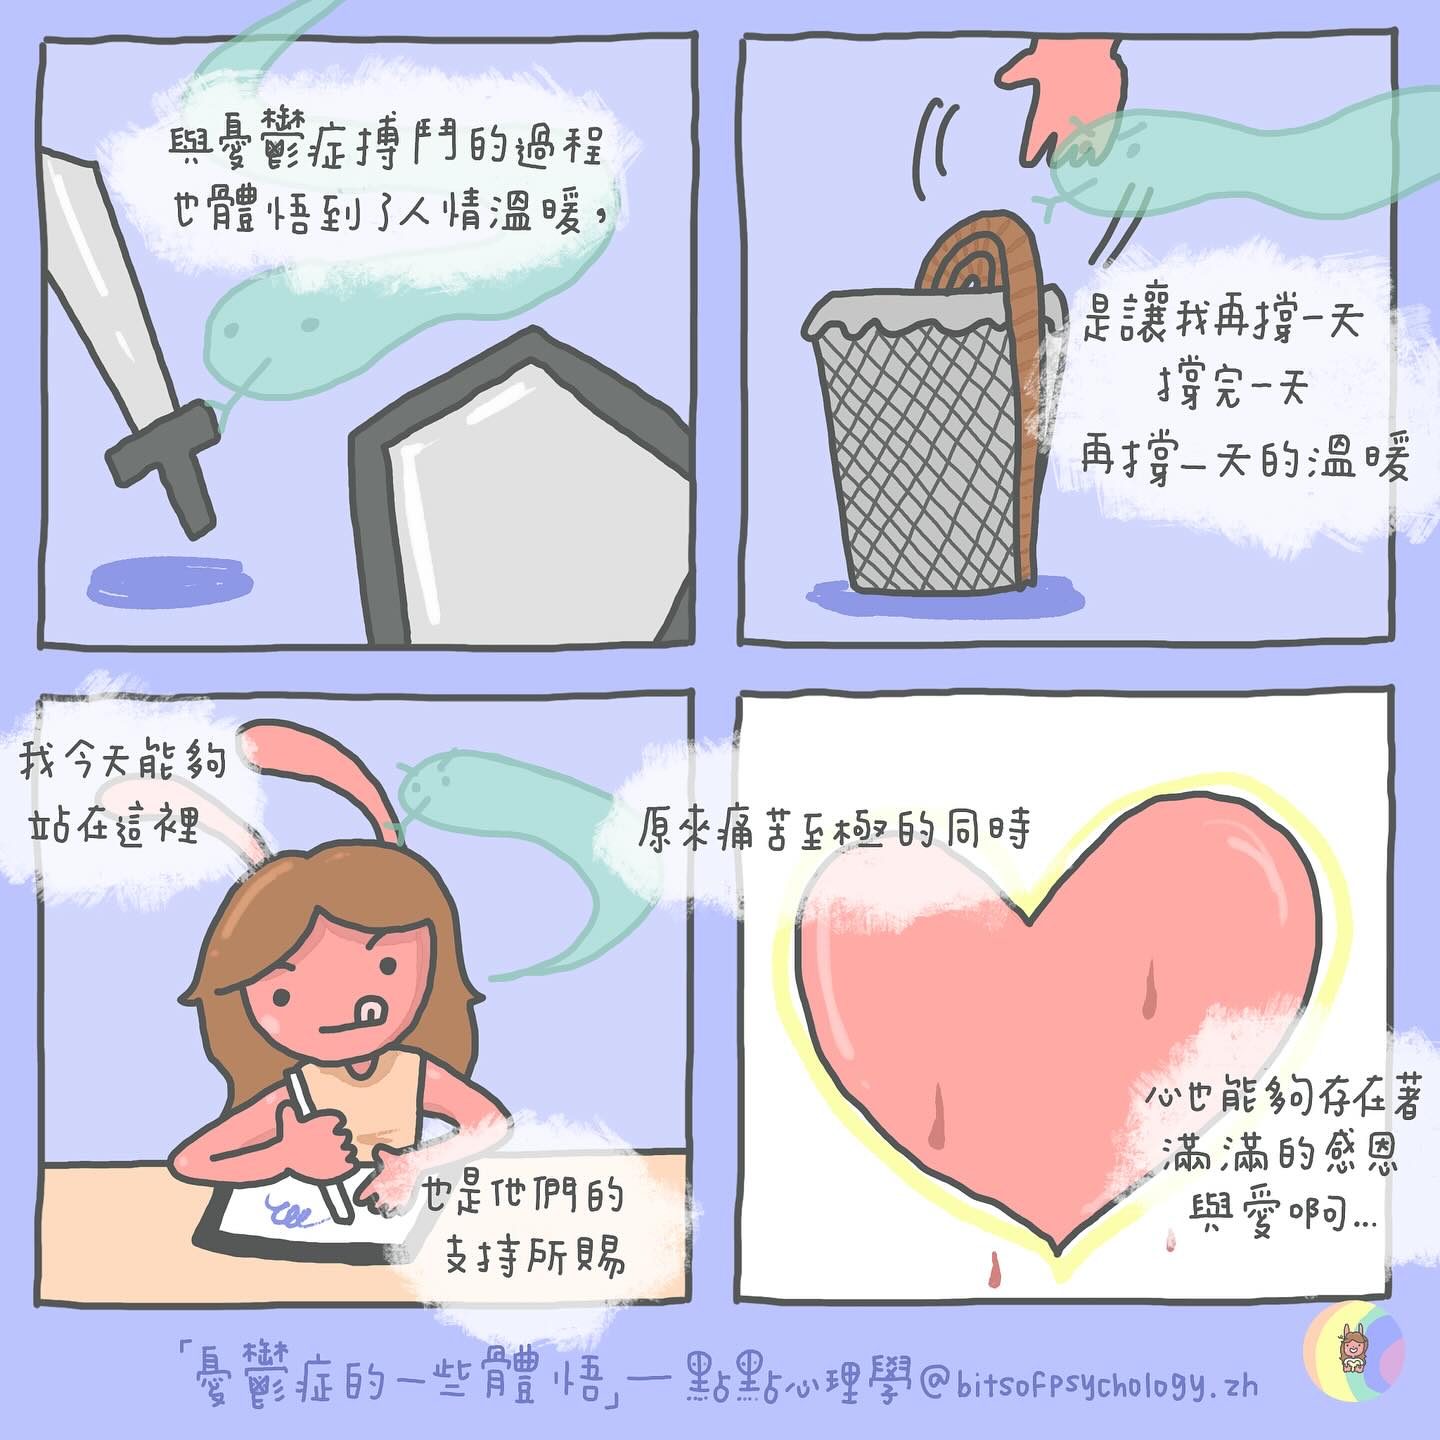 與憂鬱症搏鬥的過程
也體悟到了人情溫暖，
是讓我再撐一天
撐完一天
再撐一天的溫暖
我今天能夠
站在這裡
也是他們的
支持所賜
原來痛苦至極的同時
心也能夠存在著
滿滿的感恩
與愛啊...
「憂鬱症的一些體悟」— 點點心理學@bitsofpsychology.zh